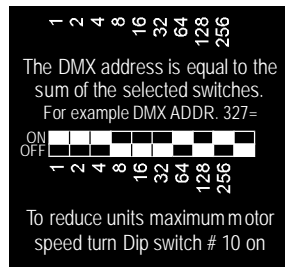 1 2 4 8 16 32 64 128 256
The DMX address is equal to the
sum of the selected switches.
For example DMX ADDR. 327=
ON
OFF
1 2 4 8 16 32 64 128 256
To reduce units maximum motor
speed turn Dip switch # 10 on